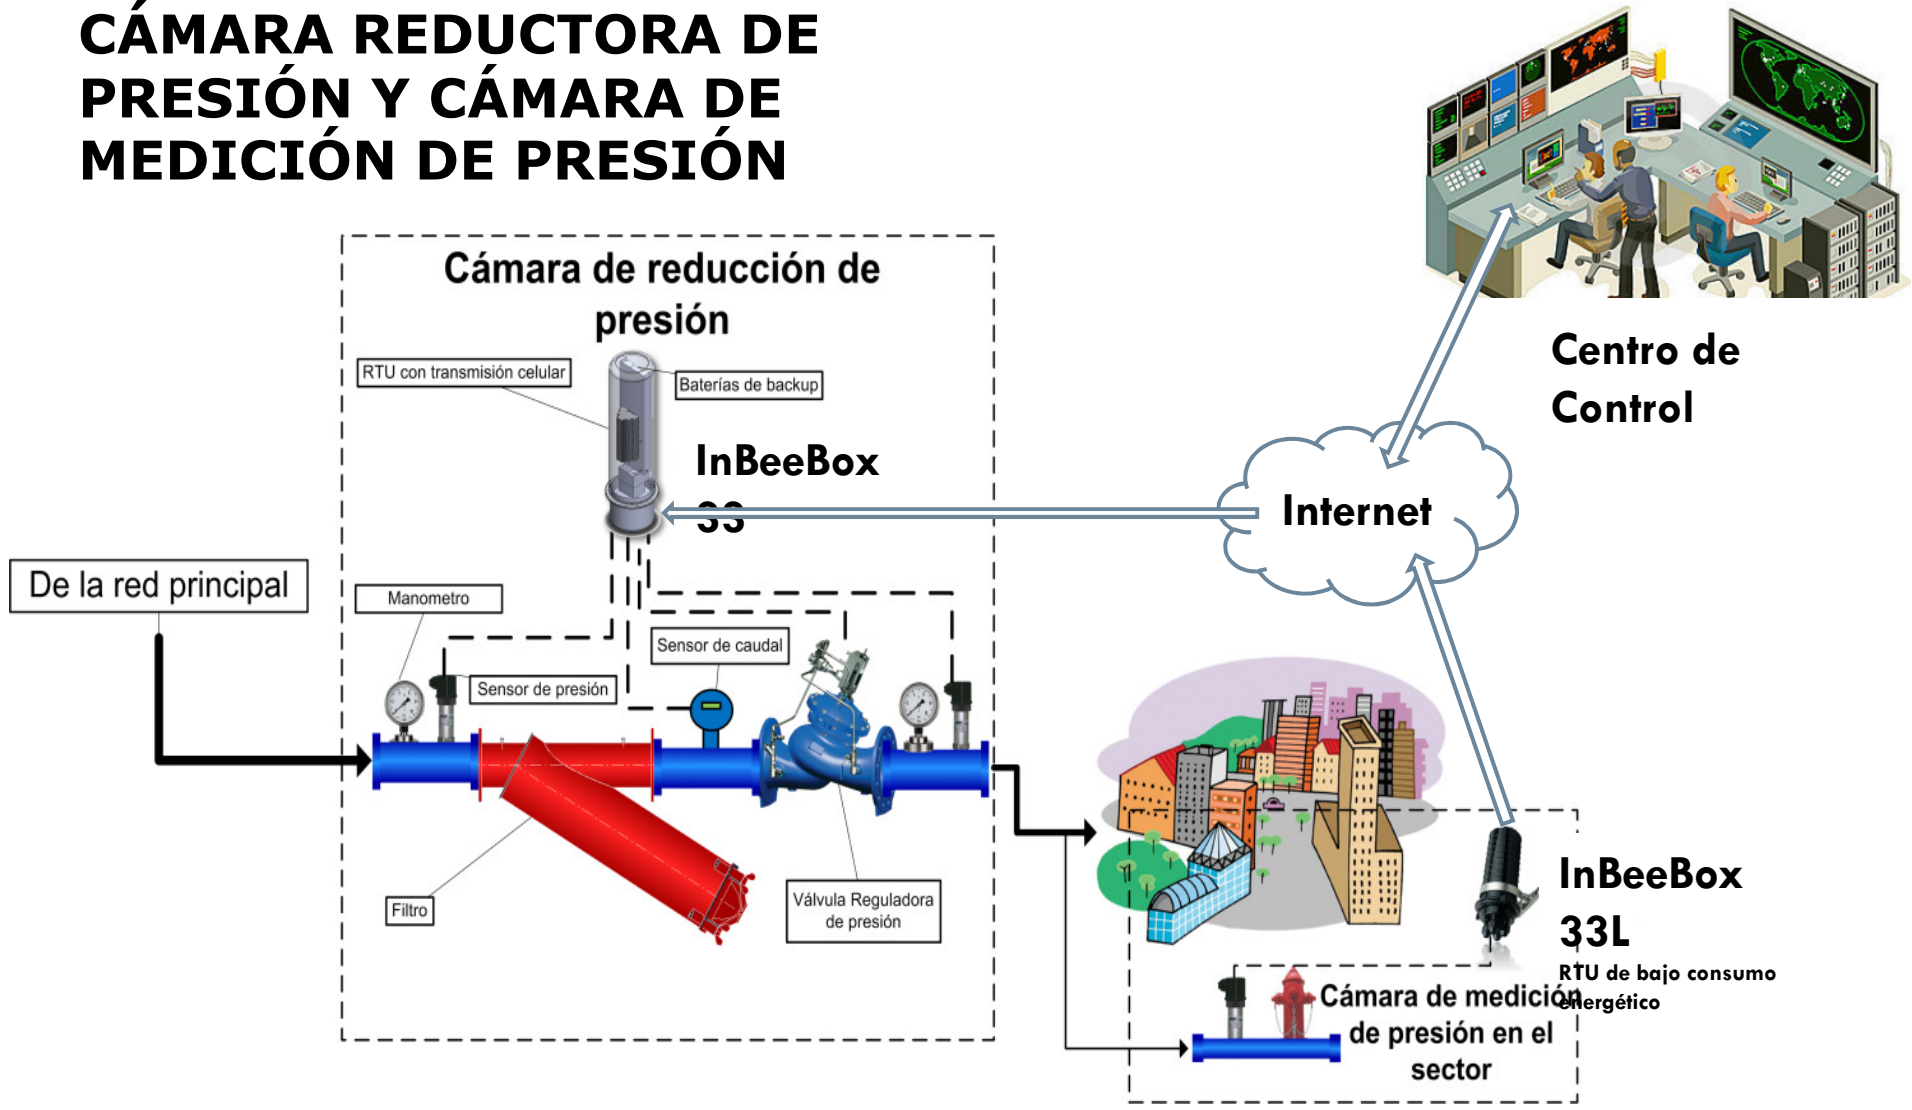 CÁMARA REDUCTORA DE
PRESIÓN Y CÁMARA DE
MEDICIÓN DE PRESIÓN
Cámara de reducción de
presión
RTU con transmisión celular
Baterías de backup
InBeeBox
33
Centro de
Control
Internet
De la red principal
Manometro
Sensor de caudal
Sensor de presión
Filtro
Válvula Reguladora
de presión
InBeeBox
33L
RTU de bajo consumo
energético
Cámara de medición
de presión en el
sector